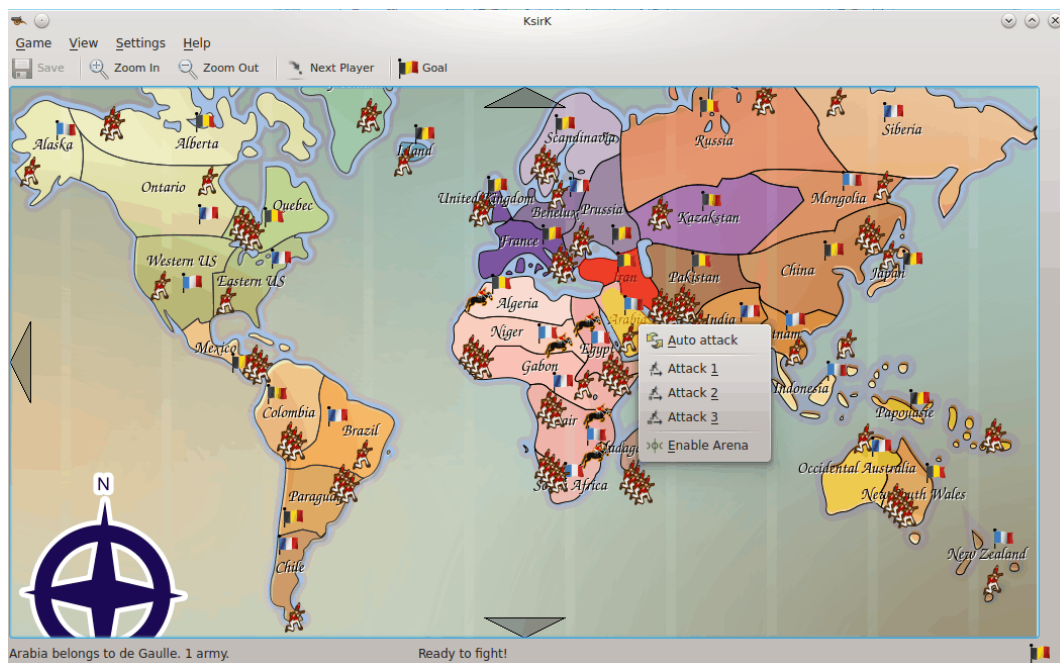 KsirK
Game View Settings Help
Save Zoom In Zoom Out Next Player Goal
Alaska
Alberta
Ontario
Quebec
Western US
Eastern US
Mexico
Colombia
Brazil
Paragua
Chile
N
Island
Scandinavia
United Kingdom
Benelux
Prussia
France
Russia
Siberia
Kazakstan
Mongolia
China
Japan
Iran
Pakistan
India
Arabia
Algeria
Niger
Egypt
Gabon
air
Africa
Indonesia
Papouasie
Occidental Australia
New South Wales
New Zealand
Auto attack
Attack 1
Attack 2
Attack 3
Enable Arena
Arabia belongs to de Gaulle. 1 army.
Ready to fight!